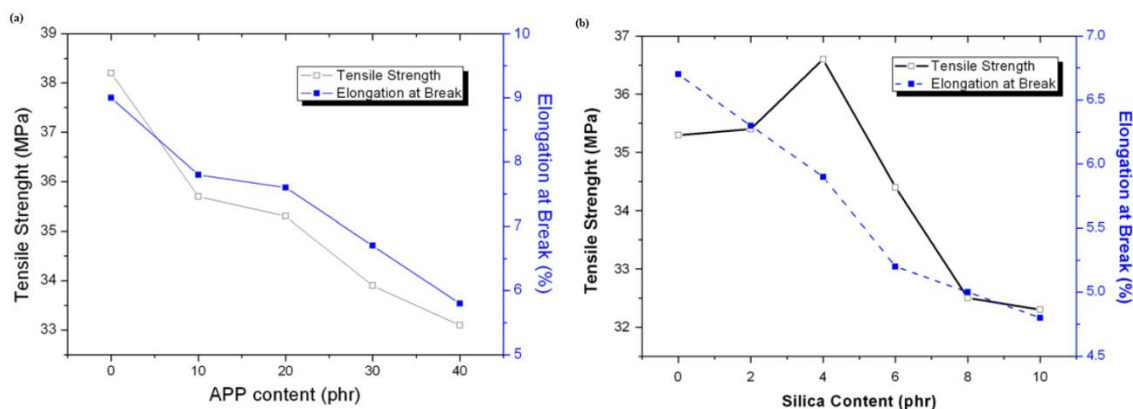 (a)
39
38
37
36
35
34
33
Tensile Strenght (MPa)
Tensile Strength
Elongation at Break
10
9
8
7
6
5
Elongation at Break (%)
0 10 20 30 40
APP content (phr)
(b)
37
36
35
34
33
32
Tensile Strenght (MPa)
Tensile Strength
Elongation at Break
7.0
6.75
6.25
6.0
5.5
5.0
4.5
Elongation at Break (%)
0 2 4 6 8 10
Silica Content (phr)